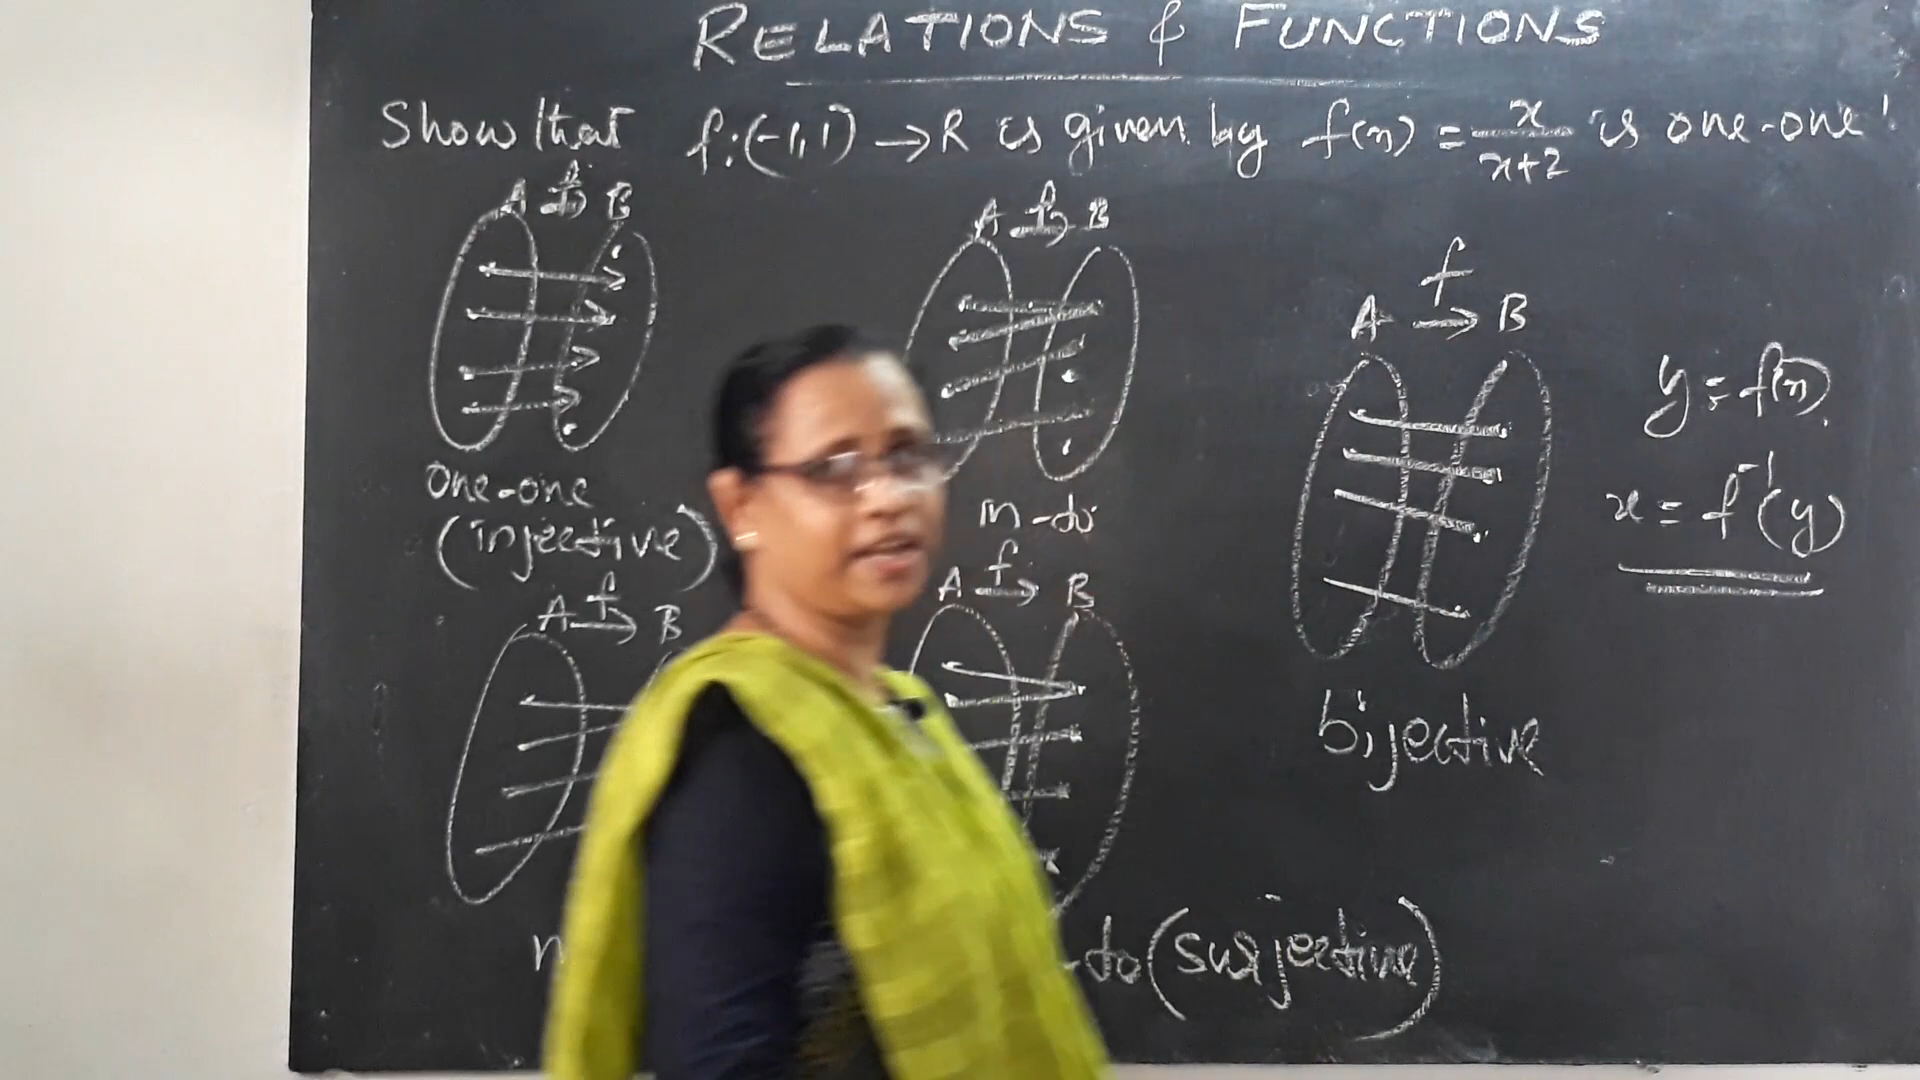 RELATIONS & FUNCTIONS
Show that f:(-1,1) → R is given by f(x) = x/(x+2) is one-one
A f→ B
one-one
(injective)
A f→ B
m-to
A f→ B
A f→ B
-to (surjective)
A f→ B
bijective
y = f(x).
x = f⁻¹(y)